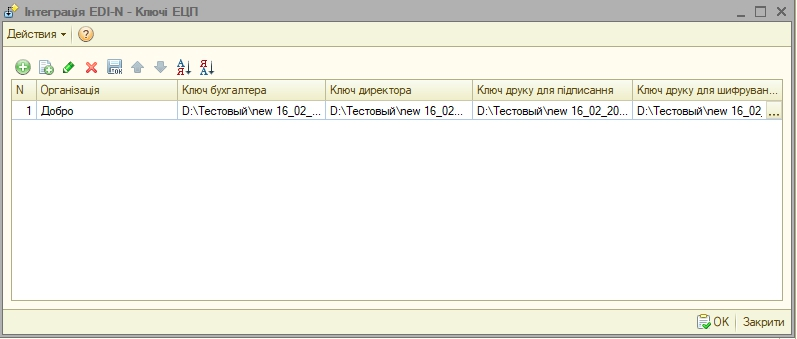 Інтеграція EDI-N - Ключі ЕЦП
Действия
N Організація Ключ бухгалтера Ключ директора Ключ друку для підписання Ключ друку для шифруван...
1 Добро D:\Тестовый\new 16_02_... D:\Тестовый\new 16_02... D:\Тестовый\new 16_02_20... D:\Тестовый\new 16_02_ ...
OK Закрити